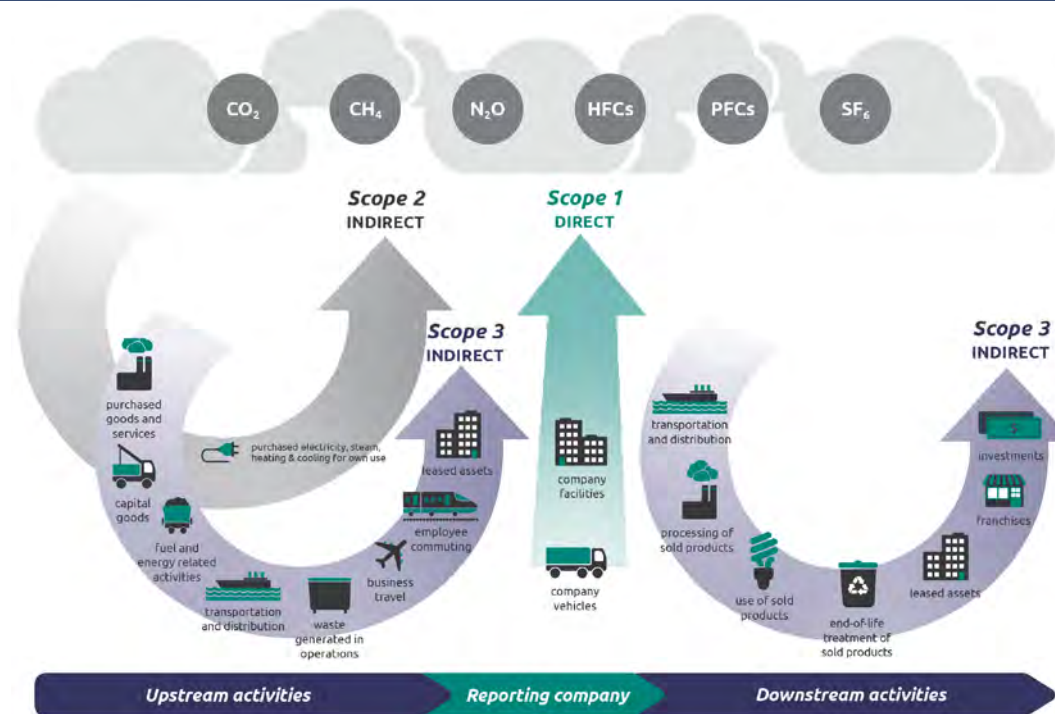 CO₂
CH₄
N₂O
HFCs
PFCs
SF₆
Scope 2
INDIRECT
Scope 1
DIRECT
Scope 3
INDIRECT
Scope 3
INDIRECT
purchased
goods and
services
capital
goods
fuel and
energy related
activities
transportation
and distribution
waste
generated in
operations
business
travel
employee
commuting
leased assets
purchased electricity, steam,
heating & cooling for own use
company
facilities
company
vehicles
transportation
and distribution
processing of
sold products
use of sold
products
end-of-life
treatment of
sold products
leased assets
franchises
investments
Upstream activities
Reporting company
Downstream activities